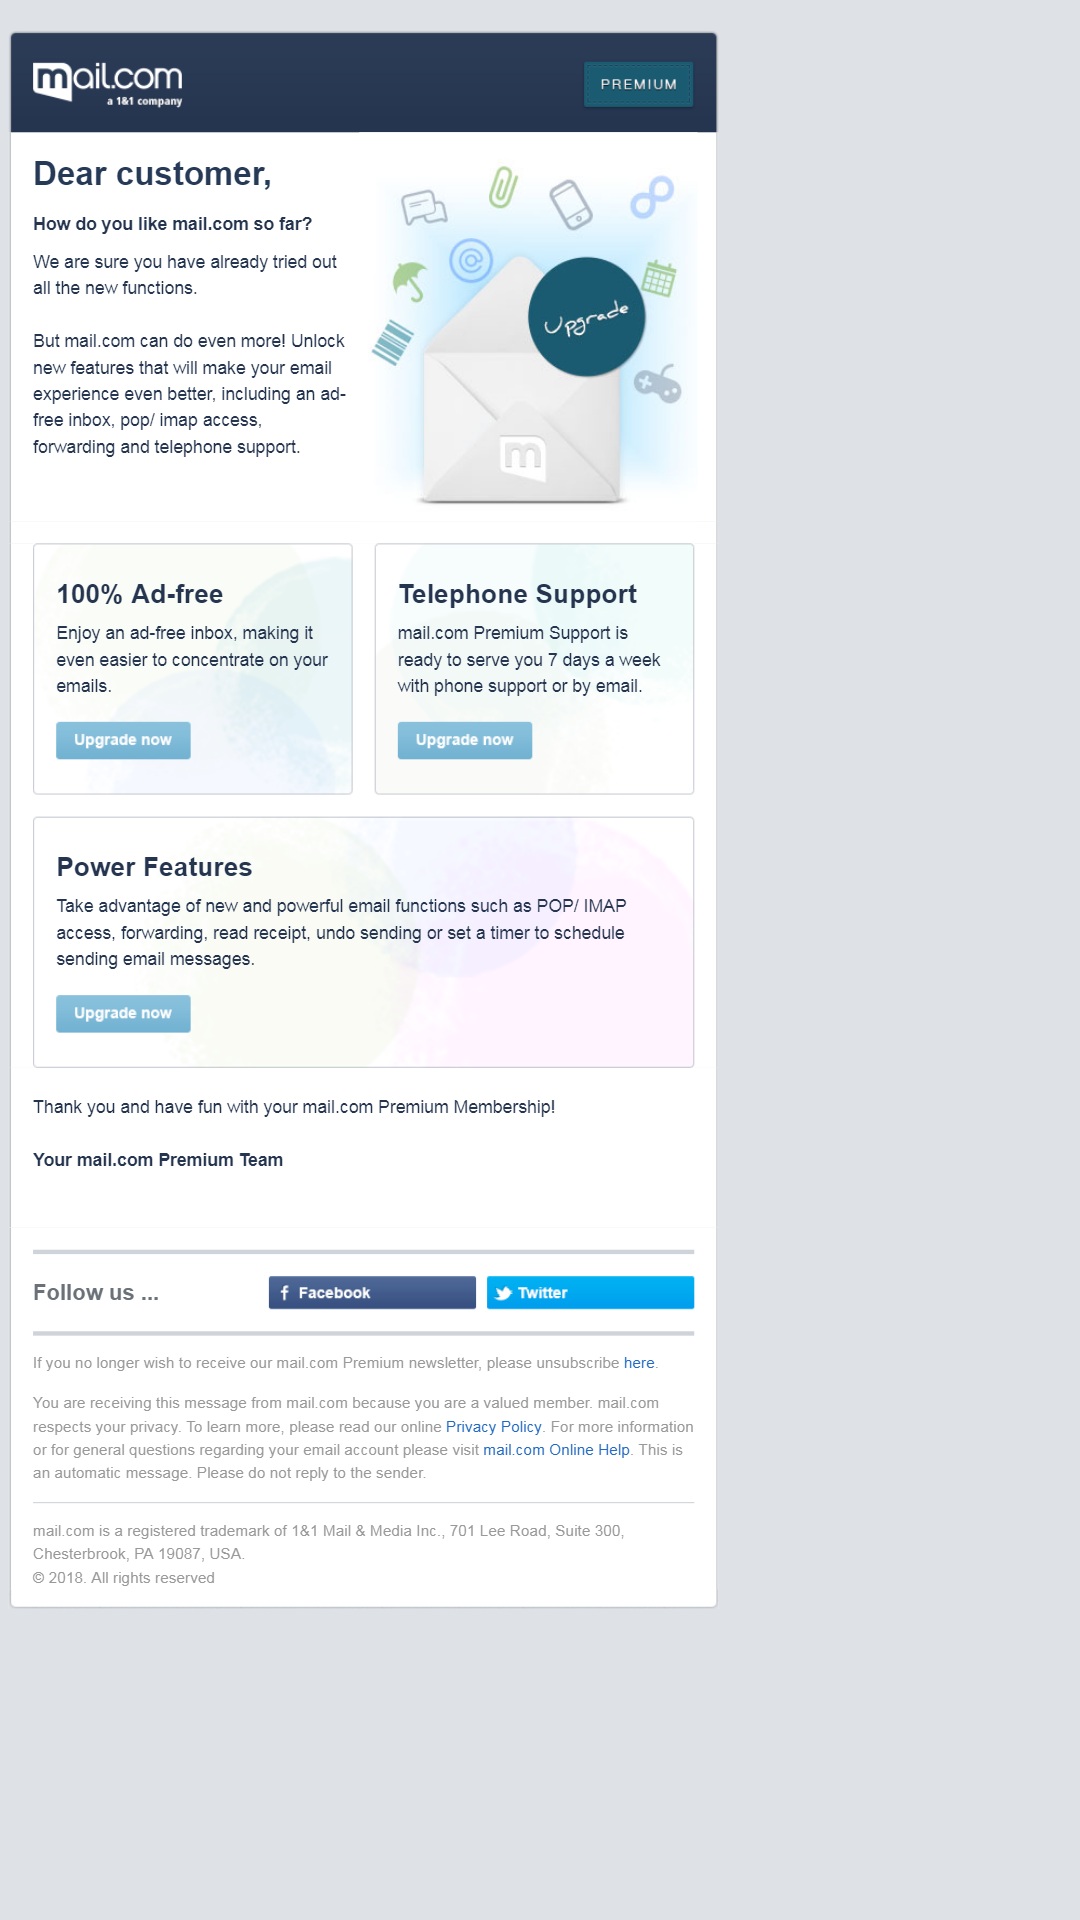 mail.com
a 1&1 company
PREMIUM
Dear customer,
How do you like mail.com so far?
We are sure you have already tried out
all the new functions.
But mail.com can do even more! Unlock
new features that will make your email
experience even better, including an ad-
free inbox, pop/ imap access,
forwarding and telephone support.
Upgrade
m
100% Ad-free
Enjoy an ad-free inbox, making it
even easier to concentrate on your
emails.
Upgrade now
Telephone Support
mail.com Premium Support is
ready to serve you 7 days a week
with phone support or by email.
Upgrade now
Power Features
Take advantage of new and powerful email functions such as POP/ IMAP
access, forwarding, read receipt, undo sending or set a timer to schedule
sending email messages.
Upgrade now
Thank you and have fun with your mail.com Premium Membership!
Your mail.com Premium Team
Follow us ...
Facebook
Twitter
If you no longer wish to receive our mail.com Premium newsletter, please unsubscribe here.
You are receiving this message from mail.com because you are a valued member. mail.com
respects your privacy. To learn more, please read our online Privacy Policy. For more information
or for general questions regarding your email account please visit mail.com Online Help. This is
an automatic message. Please do not reply to the sender.
mail.com is a registered trademark of 1&1 Mail & Media Inc., 701 Lee Road, Suite 300,
Chesterbrook, PA 19087, USA.
© 2018. All rights reserved